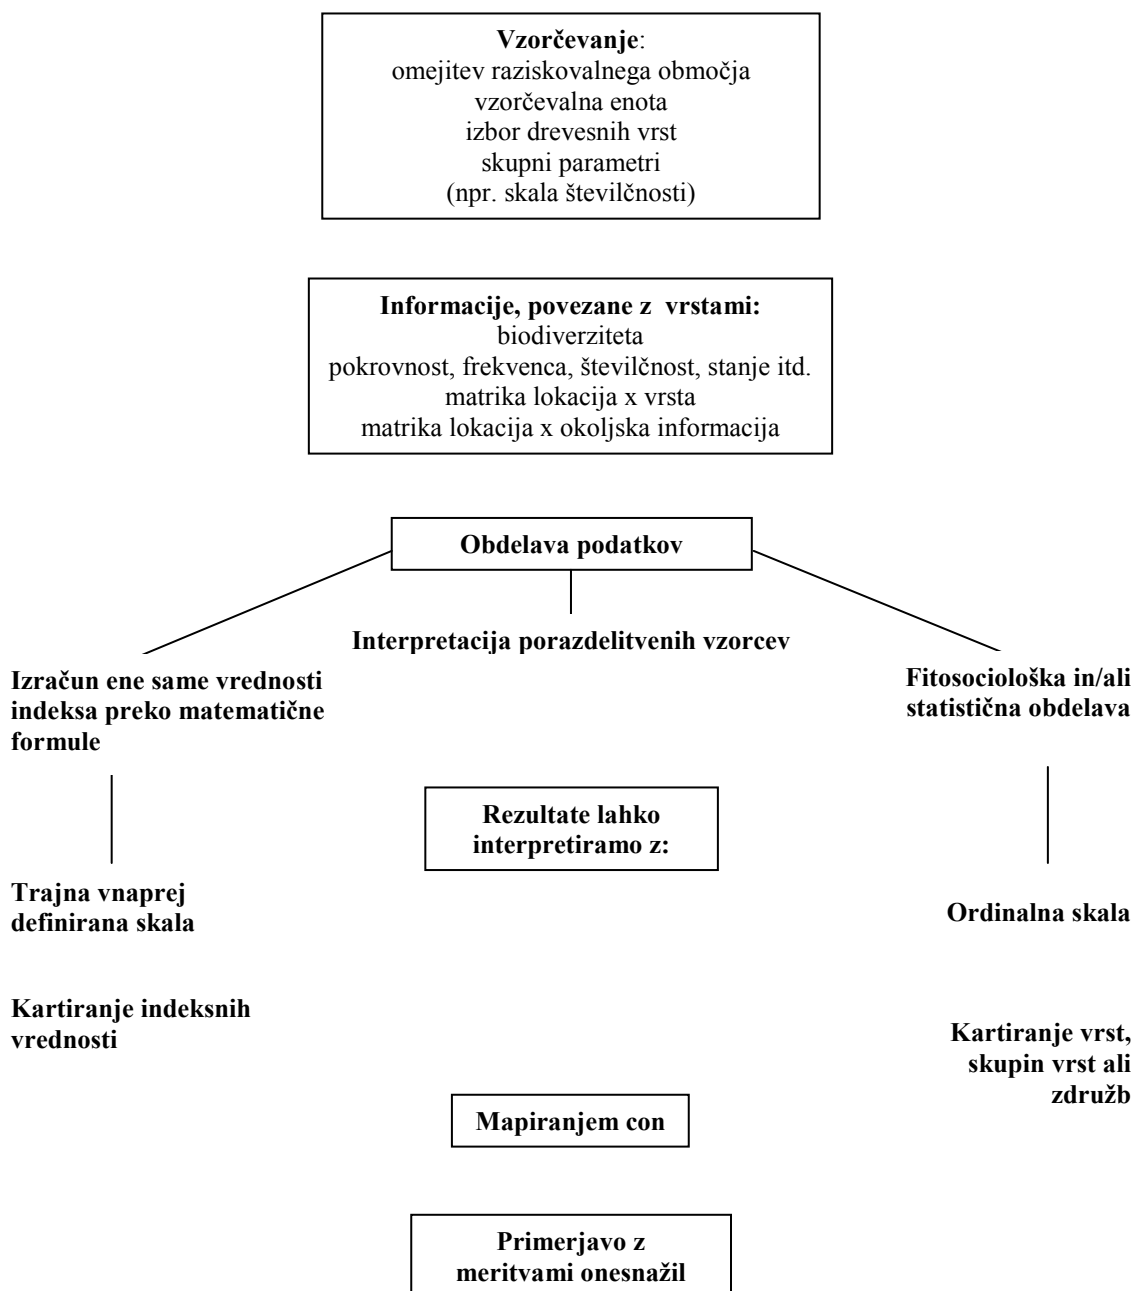 Vzorčevanje:
omejitev raziskovalnega območja
vzorčevalna enota
izbor drevesnih vrst
skupni parametri
(npr. skala številčnosti)
Informacije, povezane z vrstami:
biodiverziteta
pokrovnost, frekvenca, številčnost, stanje itd.
matrika lokacija x vrsta
matrika lokacija x okoljska informacija
Obdelava podatkov
Interpretacija porazdelitvenih vzorcev
Izračun ene same vrednosti
indeksa preko matematične
formule
Fitosociološka in/ali
statistična obdelava
Rezultate lahko
interpretiramo z:
Trajna vnaprej
definirana skala
Ordinalna skala
Kartiranje indeksnih
vrednosti
Kartiranje vrst,
skupin vrst ali
združb
Mapiranjem con
Primerjavo z
meritvami onesnažil